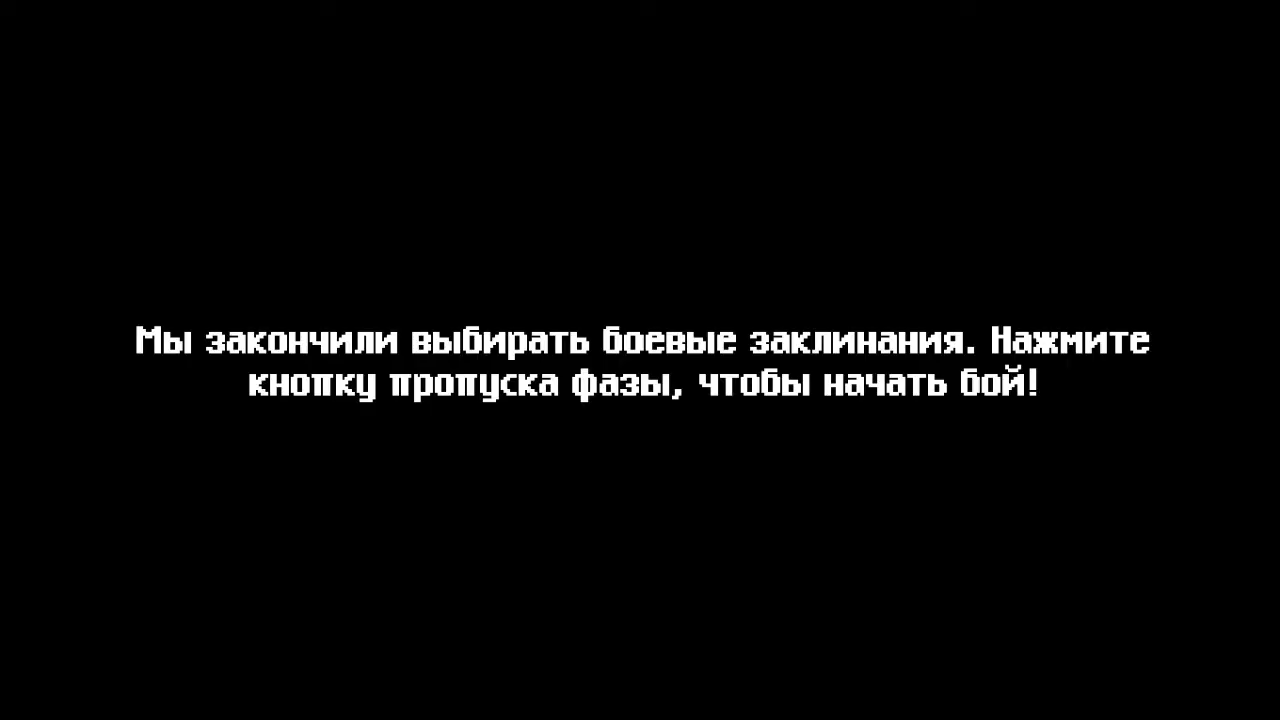 Мы закончили выбирать боевые заклинания. Нажмите
кнопку пропуска фазы, чтобы начать бой!